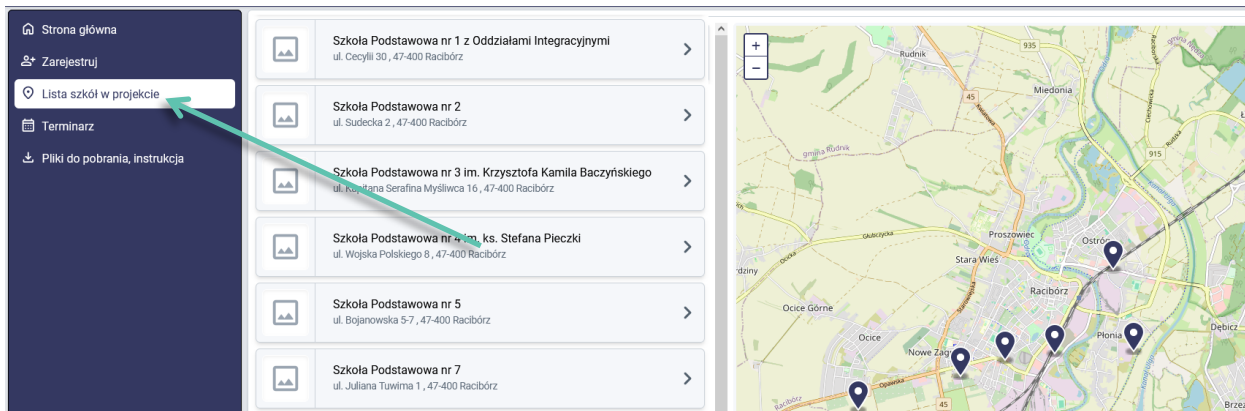 Strona główna
Zarejestruj
Lista szkół w projekcie
Terminarz
Pliki do pobrania, instrukcja
Szkoła Podstawowa nr 1 z Oddziałami Integracyjnymi
ul. Cecylii 30 , 47-400 Racibórz
Szkoła Podstawowa nr 2
ul. Sudecka 2 , 47-400 Racibórz
Szkoła Podstawowa nr 3 im. Krzysztofa Kamila Baczyńskiego
ul. Kapitana Serafina Myśliwca 16 , 47-400 Racibórz
Szkoła Podstawowa nr 4 im. ks. Stefana Pieczki
ul. Wojska Polskiego 8 , 47-400 Racibórz
Szkoła Podstawowa nr 5
ul. Bojanowska 5-7 , 47-400 Racibórz
Szkoła Podstawowa nr 7
ul. Juliana Tuwima 1 , 47-400 Racibórz
+
−
935
Rudnik
Miedonia
45
gmina Rudnik
915
Głubczycka
Proszowiec
Ostróg
Stara Wieś
Racibórz
Ocice Górne
Ocice
Płonia
Dębicz
Nowe Zag
Opawska
45
Brzez